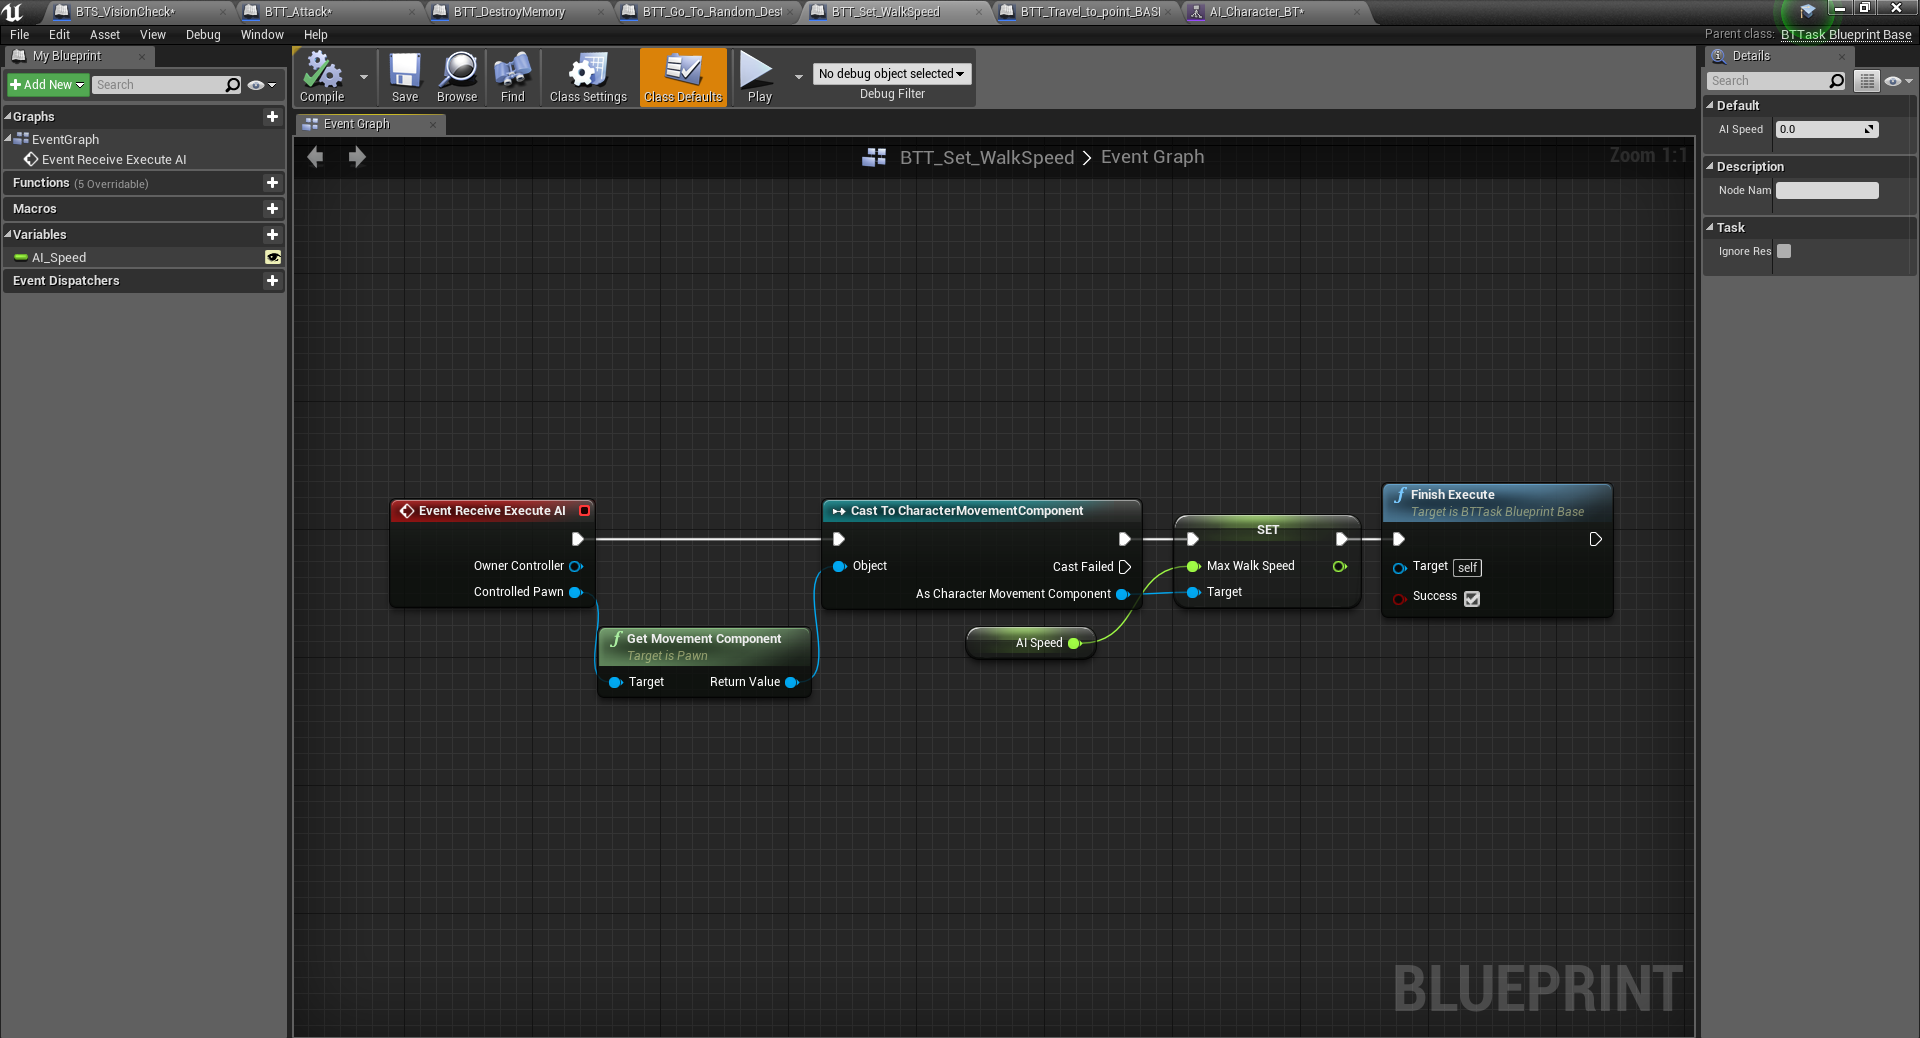 BTS_VisionCheck*
BTT_Attack*
BTT_DestroyMemory
BTT_Go_To_Random_Dest
BTT_Set_WalkSpeed
BTT_Travel_to_point_BASI
AI_Character_BT*
File Edit Asset View Debug Window Help
Parent class: BTTask Blueprint Base
My Blueprint
Add New
Search
Graphs
EventGraph
Event Receive Execute AI
Functions (5 Overridable)
Macros
Variables
AI_Speed
Event Dispatchers
Compile
Save
Browse
Find
Class Settings
Class Defaults
Play
No debug object selected
Debug Filter
Event Graph
BTT_Set_WalkSpeed > Event Graph
Zoom 1:1
Event Receive Execute AI
Owner Controller
Controlled Pawn
Get Movement Component
Target is Pawn
Target
Return Value
Cast To CharacterMovementComponent
Object
Cast Failed
As Character Movement Component
AI Speed
SET
Max Walk Speed
Target
Finish Execute
Target is BTTask Blueprint Base
Target self
Success
BLUEPRINT
Details
Search
Default
AI Speed 0.0
Description
Node Nam
Task
Ignore Res